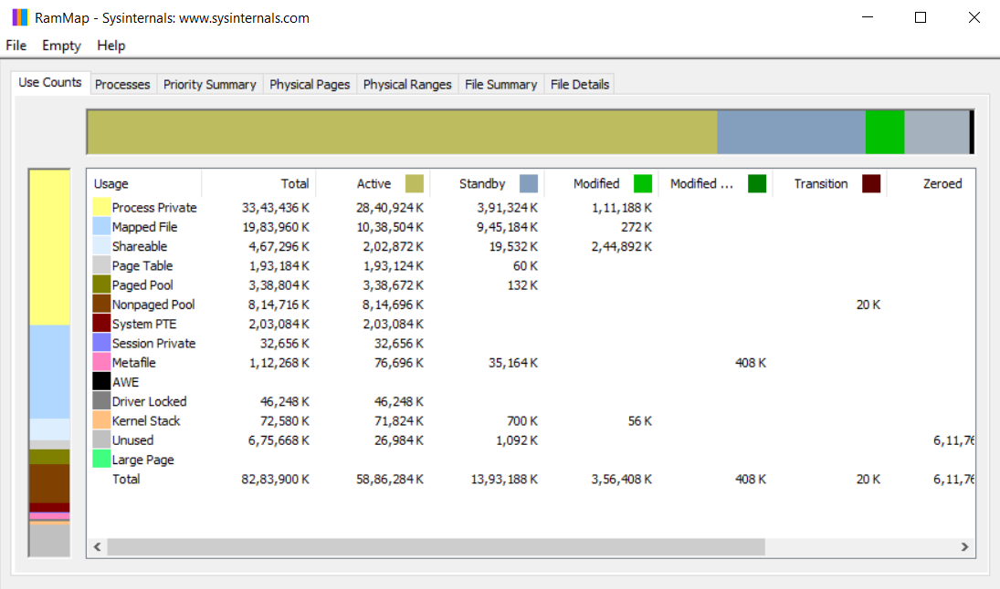 RamMap - Sysinternals: www.sysinternals.com
File Empty Help
Use Counts Processes Priority Summary Physical Pages Physical Ranges File Summary File Details
Usage Total Active Standby Modified Modified ... Transition Zeroed
Process Private 33,43,436 K 28,40,924 K 3,91,324 K 1,11,188 K
Mapped File 19,83,960 K 10,38,504 K 9,45,184 K 272 K
Shareable 4,67,296 K 2,02,872 K 19,532 K 2,44,892 K
Page Table 1,93,184 K 1,93,124 K 60 K
Paged Pool 3,38,804 K 3,38,672 K 132 K
Nonpaged Pool 8,14,716 K 8,14,696 K 20 K
System PTE 2,03,084 K 2,03,084 K
Session Private 32,656 K 32,656 K
Metafile 1,12,268 K 76,696 K 35,164 K 408 K
AWE
Driver Locked 46,248 K 46,248 K
Kernel Stack 72,580 K 71,824 K 700 K 56 K
Unused 6,75,668 K 26,984 K 1,092 K 6,11,76
Large Page
Total 82,83,900 K 58,86,284 K 13,93,188 K 3,56,408 K 408 K 20 K 6,11,76